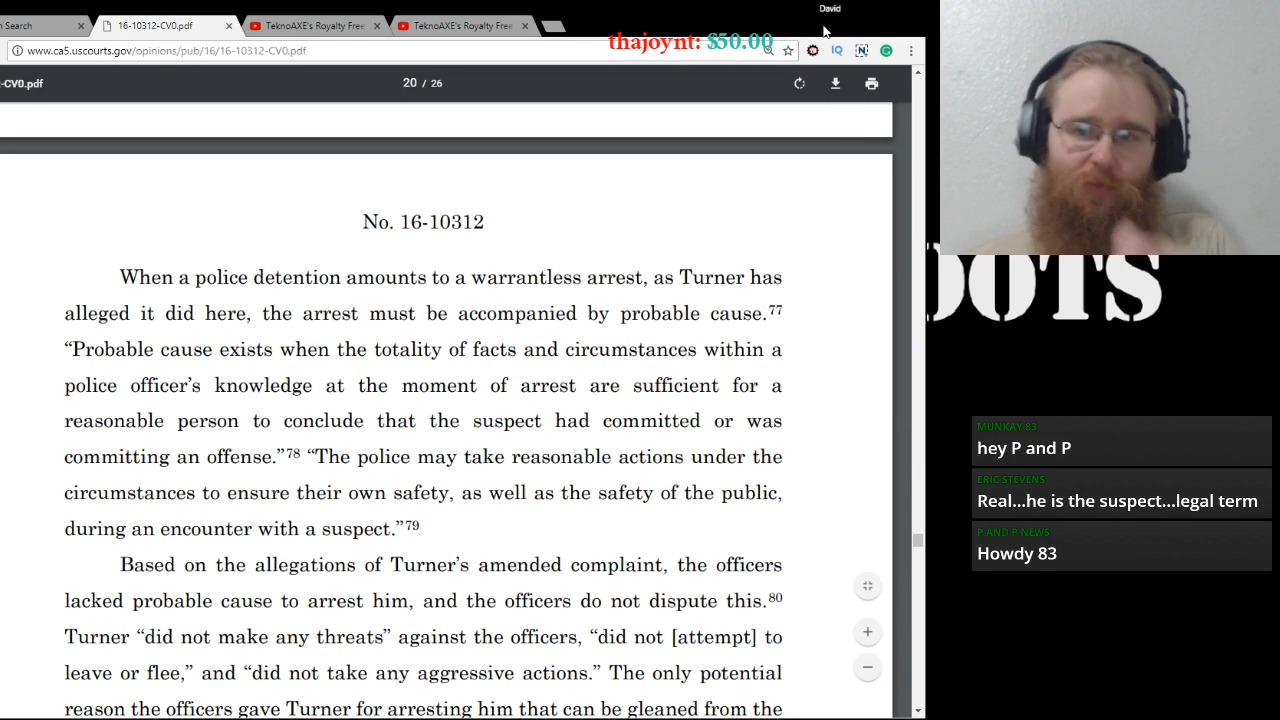 David
n Search
16-10312-CV0.pdf
TeknoAXE's Royalty Free
TeknoAXE's Royalty Free
www.ca5.uscourts.gov/opinions/pub/16/16-10312-CV0.pdf
thajoynt: $50.00
IQ
N
-CV0.pdf
20 / 26
No. 16-10312
When a police detention amounts to a warrantless arrest, as Turner has
alleged it did here, the arrest must be accompanied by probable cause.77
“Probable cause exists when the totality of facts and circumstances within a
police officer’s knowledge at the moment of arrest are sufficient for a
reasonable person to conclude that the suspect had committed or was
committing an offense.”78 “The police may take reasonable actions under the
circumstances to ensure their own safety, as well as the safety of the public,
during an encounter with a suspect.”79
Based on the allegations of Turner’s amended complaint, the officers
lacked probable cause to arrest him, and the officers do not dispute this.80
Turner “did not make any threats” against the officers, “did not [attempt] to
leave or flee,” and “did not take any aggressive actions.” The only potential
reason the officers gave Turner for arresting him that can be gleaned from the
MUNKAY 83
hey P and P
ERIC STEVENS
Real...he is the suspect...legal term
P AND P NEWS
Howdy 83